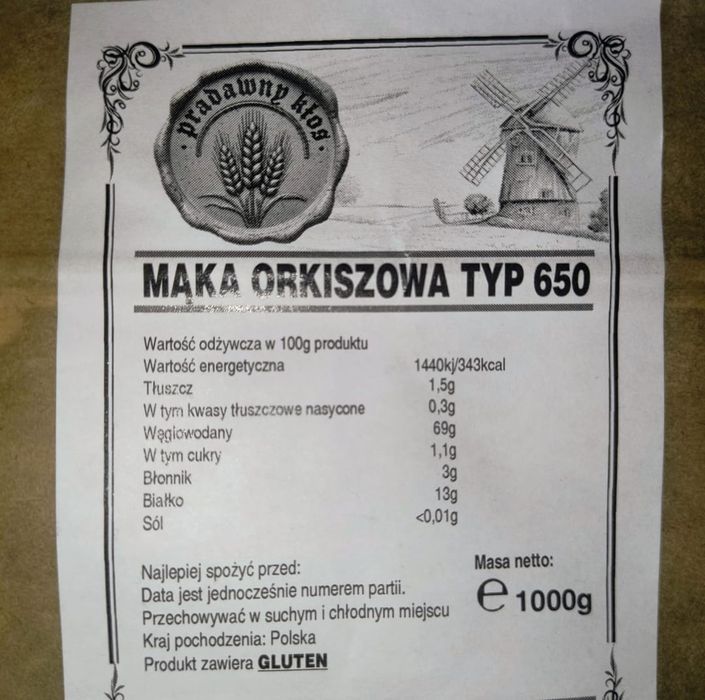 pradawny kłos
MĄKA ORKISZOWA TYP 650
Wartość odżywcza w 100g produktu
Wartość energetyczna 1440kj/343kcal
Tłuszcz 1,5g
W tym kwasy tłuszczowe nasycone 0,3g
Węglowodany 69g
W tym cukry 1,1g
Błonnik 3g
Białko 13g
Sól <0,01g
Najlepiej spożyć przed:
Data jest jednocześnie numerem partii.
Przechowywać w suchym i chłodnym miejscu
Kraj pochodzenia: Polska
Produkt zawiera GLUTEN
Masa netto:
e 1000g